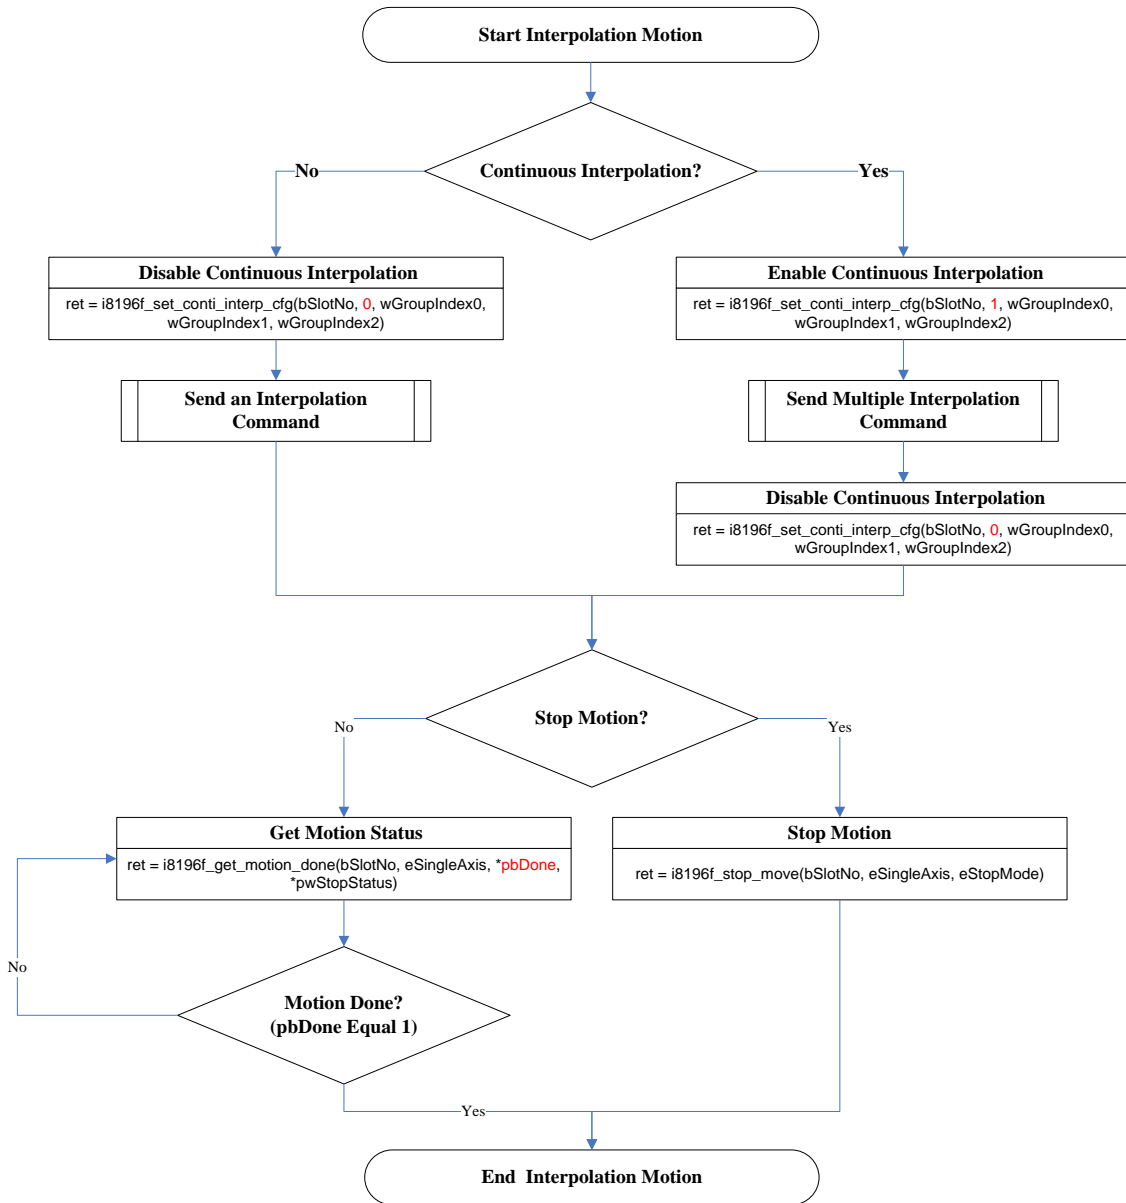 Start Interpolation Motion
Continuous Interpolation?
No
Yes
Disable Continuous Interpolation
ret = i8196f_set_conti_interp_cfg(bSlotNo, 0, wGroupIndex0,
wGroupIndex1, wGroupIndex2)
Enable Continuous Interpolation
ret = i8196f_set_conti_interp_cfg(bSlotNo, 1, wGroupIndex0,
wGroupIndex1, wGroupIndex2)
Send an Interpolation
Command
Send Multiple Interpolation
Command
Disable Continuous Interpolation
ret = i8196f_set_conti_interp_cfg(bSlotNo, 0, wGroupIndex0,
wGroupIndex1, wGroupIndex2)
Stop Motion?
No
Yes
Get Motion Status
ret = i8196f_get_motion_done(bSlotNo, eSingleAxis, *pbDone,
*pwStopStatus)
Stop Motion
ret = i8196f_stop_move(bSlotNo, eSingleAxis, eStopMode)
No
Motion Done?
(pbDone Equal 1)
Yes
End Interpolation Motion